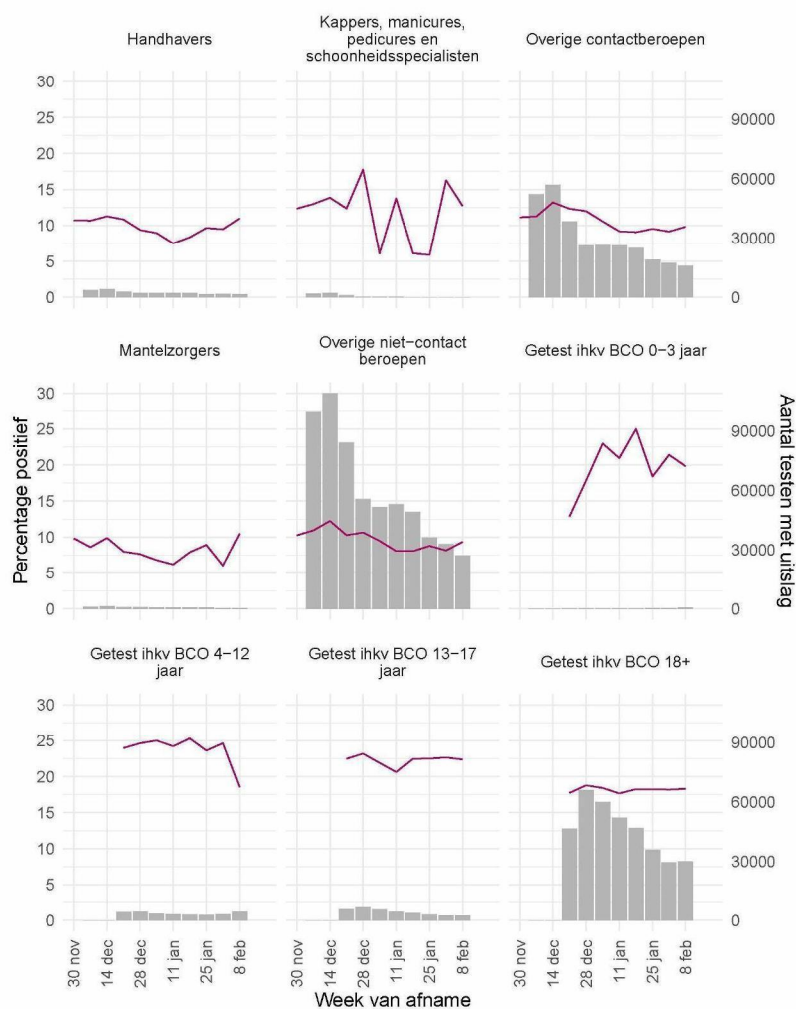 Handhavers
Kappers, manicures,
pedicures en
schoonheidsspecialisten
Overige contactberoepen
30
25
20
15
10
5
0
90000
60000
30000
0
Mantelzorgers
Overige niet-contact
beroepen
Getest ihkv BCO 0-3 jaar
30
25
20
15
10
5
0
90000
60000
30000
0
Percentage positief
Aantal testen met uitslag
Getest ihkv BCO 4-12
jaar
Getest ihkv BCO 13-17
jaar
Getest ihkv BCO 18+
30
25
20
15
10
5
0
90000
60000
30000
0
30 nov
14 dec
28 dec
11 jan
25 jan
8 feb
30 nov
14 dec
28 dec
11 jan
25 jan
8 feb
30 nov
14 dec
28 dec
11 jan
25 jan
8 feb
Week van afname